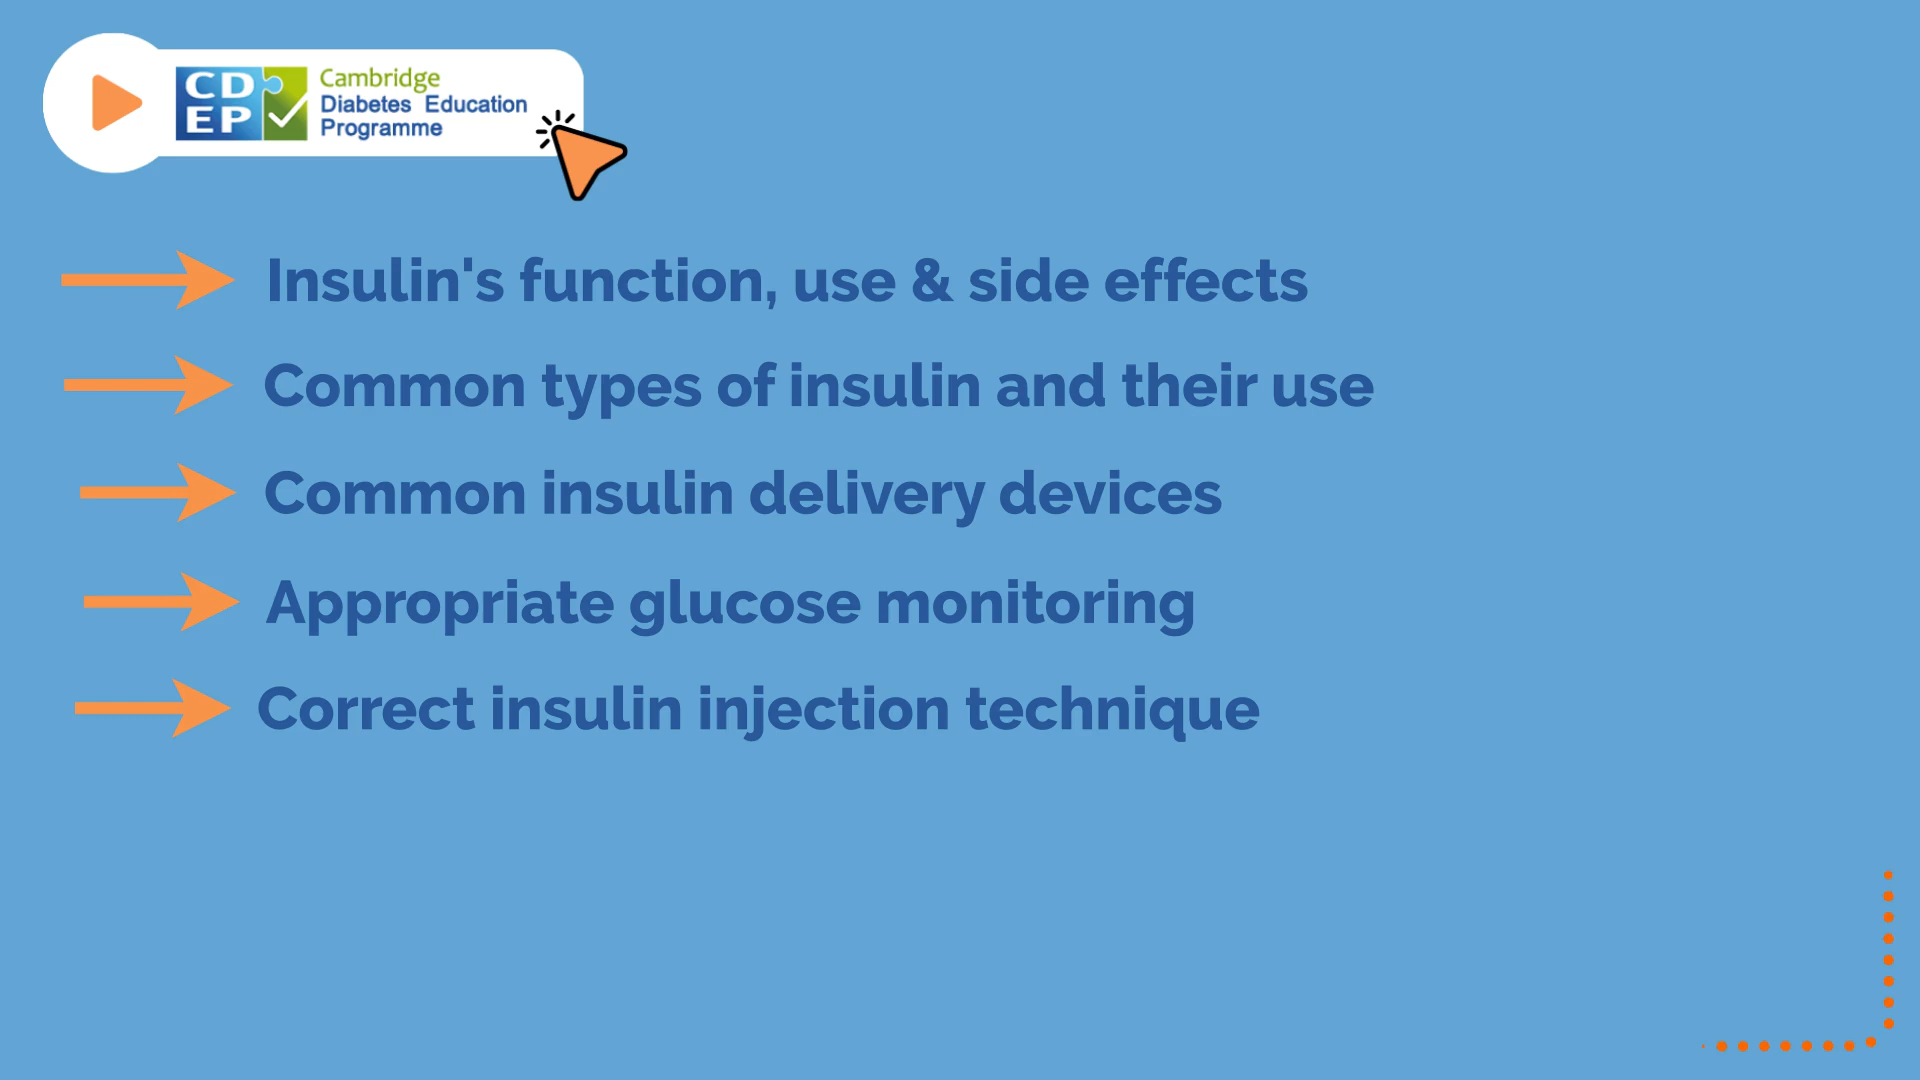 CD
EP
Cambridge
Diabetes Education
Programme
Insulin's function, use & side effects
Common types of insulin and their use
Common insulin delivery devices
Appropriate glucose monitoring
Correct insulin injection technique